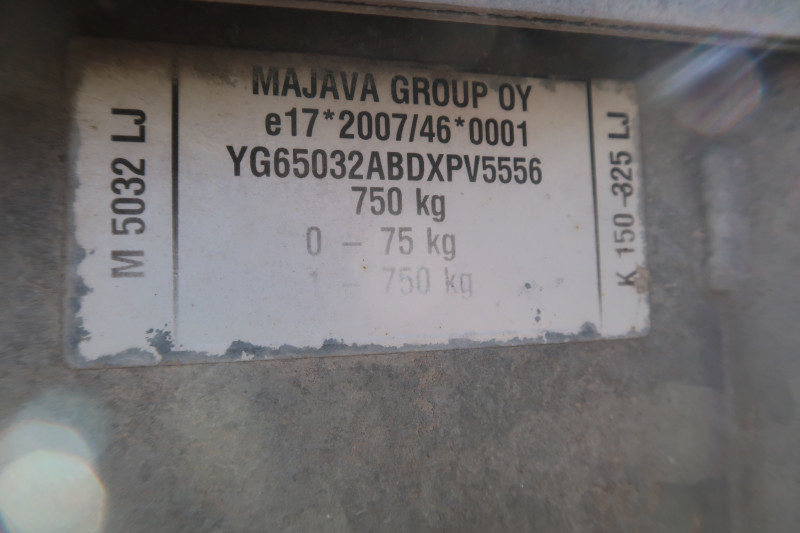 M 5032 LJ
MAJAVA GROUP OY
e17*2007/46*0001
YG65032ABDXPV5556
750 kg
0 – 75 kg
1 – 750 kg
K 150-325 LJ